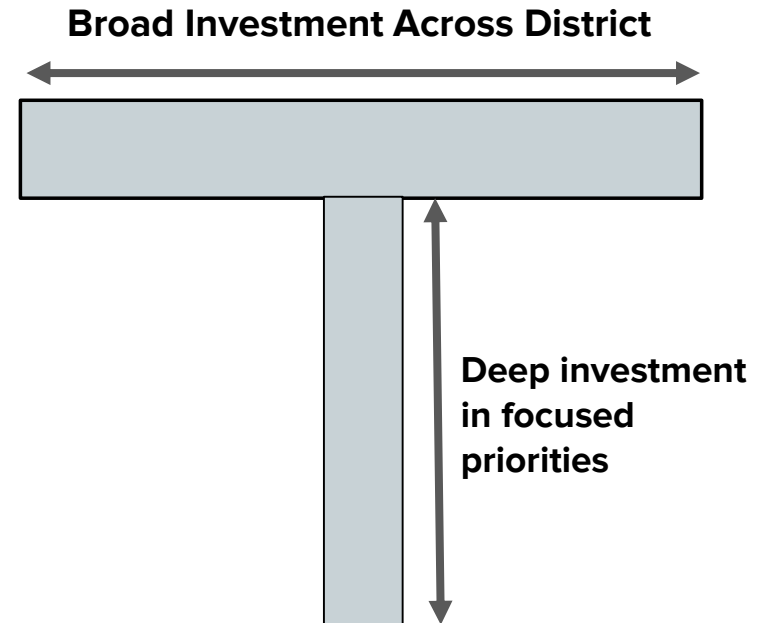 Broad Investment Across District
Deep investment
in focused
priorities